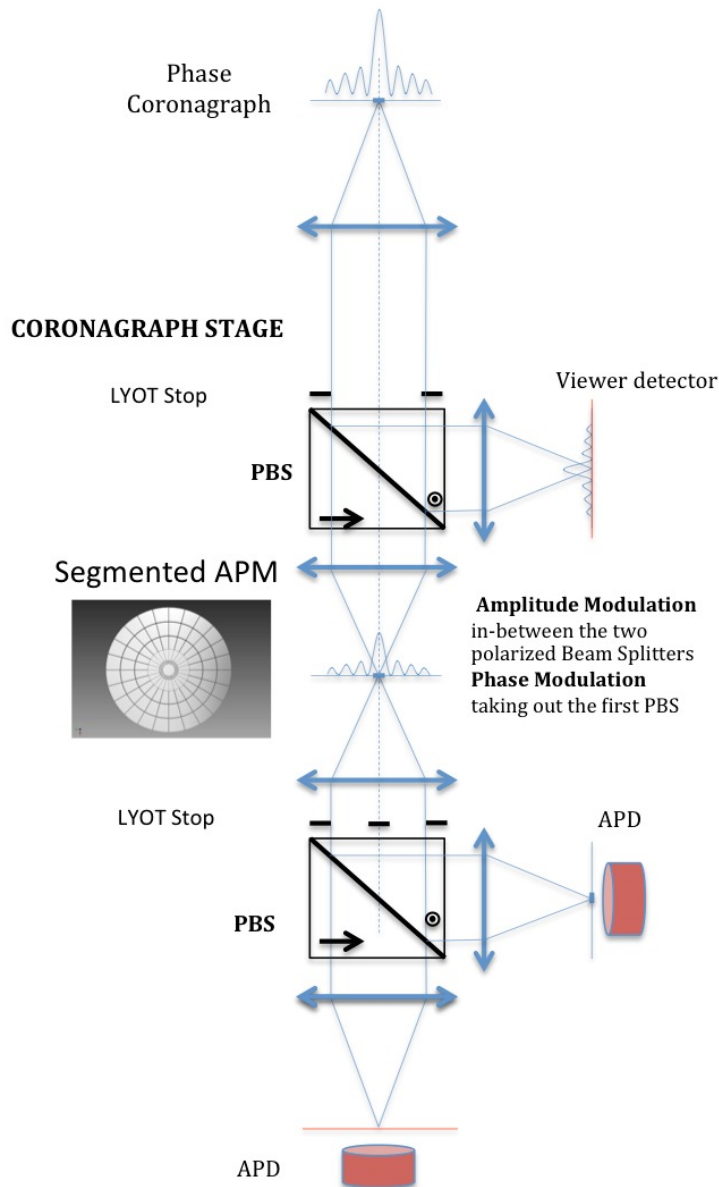 Phase
Coronagraph
CORONAGRAPH STAGE
LYOT Stop
Viewer detector
PBS
Segmented APM
Amplitude Modulation
in-between the two
polarized Beam Splitters
Phase Modulation
taking out the first PBS
LYOT Stop
APD
PBS
APD